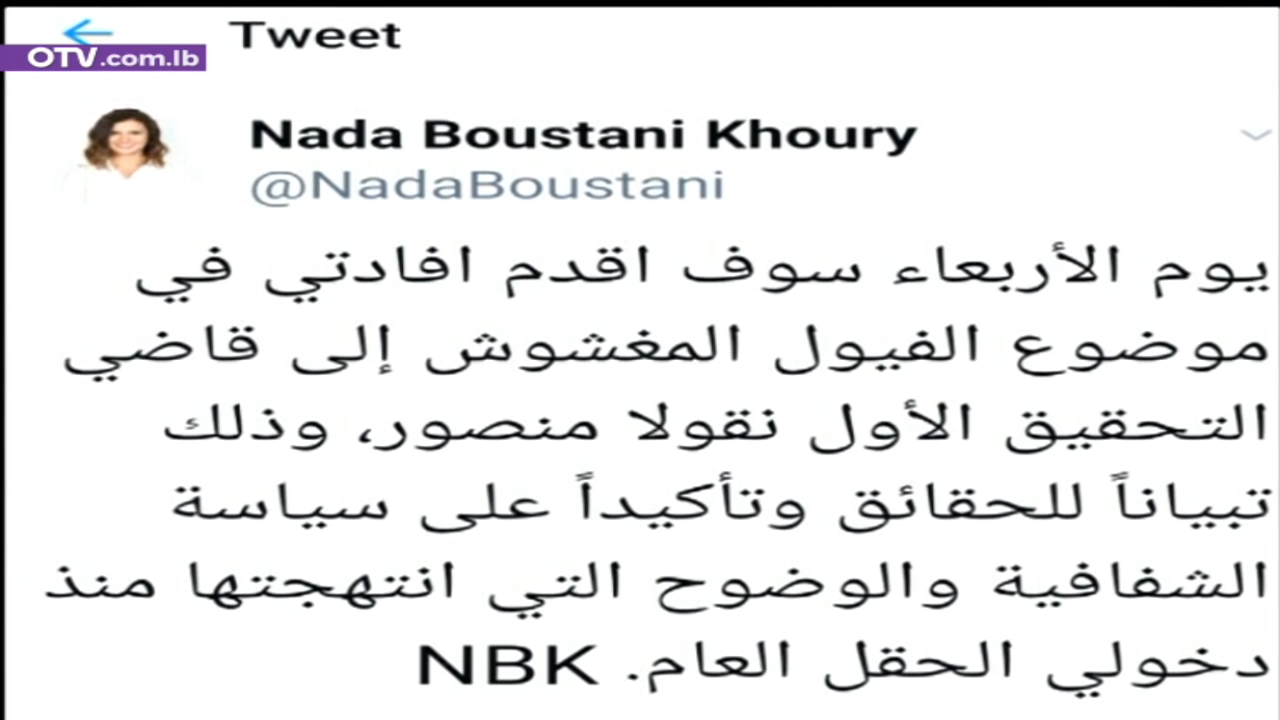 Tweet
OTV.com.lb
Nada Boustani Khoury
@NadaBoustani
يوم الأربعاء سوف اقدم افادتي في
موضوع الفيول المغشوش إلى قاضي
التحقيق الأول نقولا منصور، وذلك
تبياناً للحقائق وتأكيداً على سياسة
الشفافية والوضوح التي انتهجتها منذ
دخولي الحقل العام. NBK